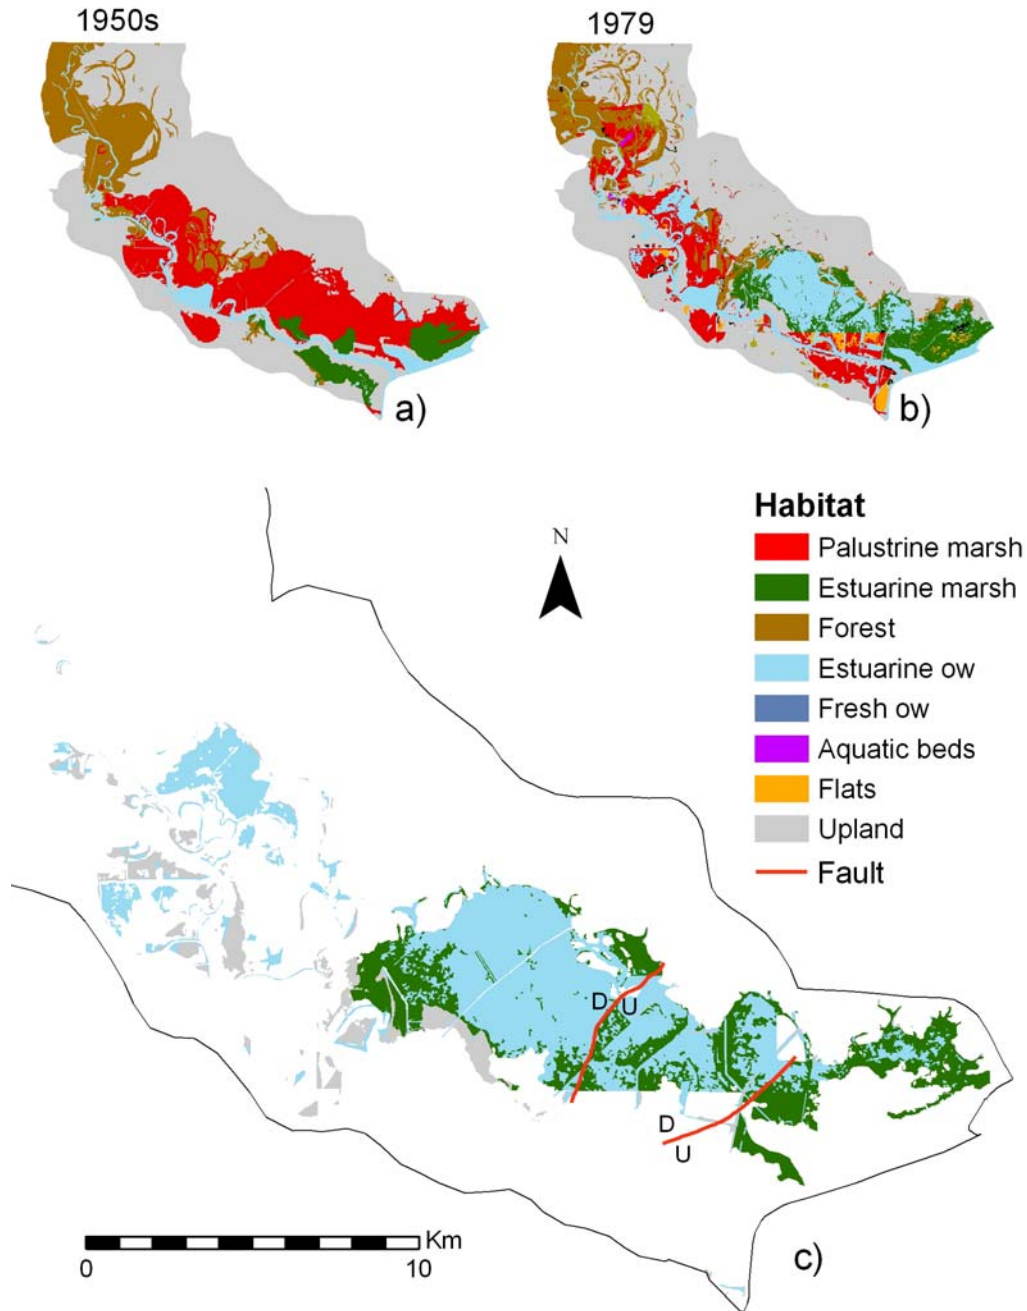 1950s
1979
a)
b)
Habitat
Palustrine marsh
Estuarine marsh
Forest
Estuarine ow
Fresh ow
Aquatic beds
Flats
Upland
Fault
N
D U
D
U
Km
0 10
c)